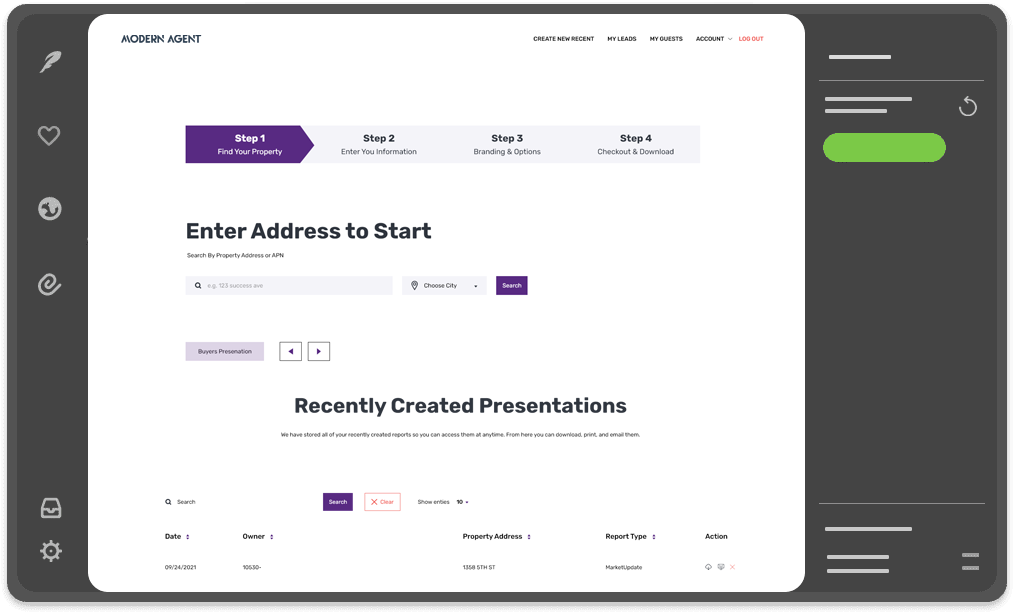 MODERN AGENT
CREATE NEW RECENT MY LEADS MY GUESTS ACCOUNT LOG OUT
Step 1 Step 2 Step 3 Step 4
Find Your Property Enter You Information Branding & Options Checkout & Download
Enter Address to Start
Search By Property Address or APN
e.g. 123 success ave Choose City Search
Buyers Presenation
Recently Created Presentations
We have stored all of your recently created reports so you can access them at anytime. From here you can download, print, and email them.
Search Search Clear Show enties 10
Date Owner Property Address Report Type Action
09/24/2021 10530- 1358 5TH ST MarketUpdate